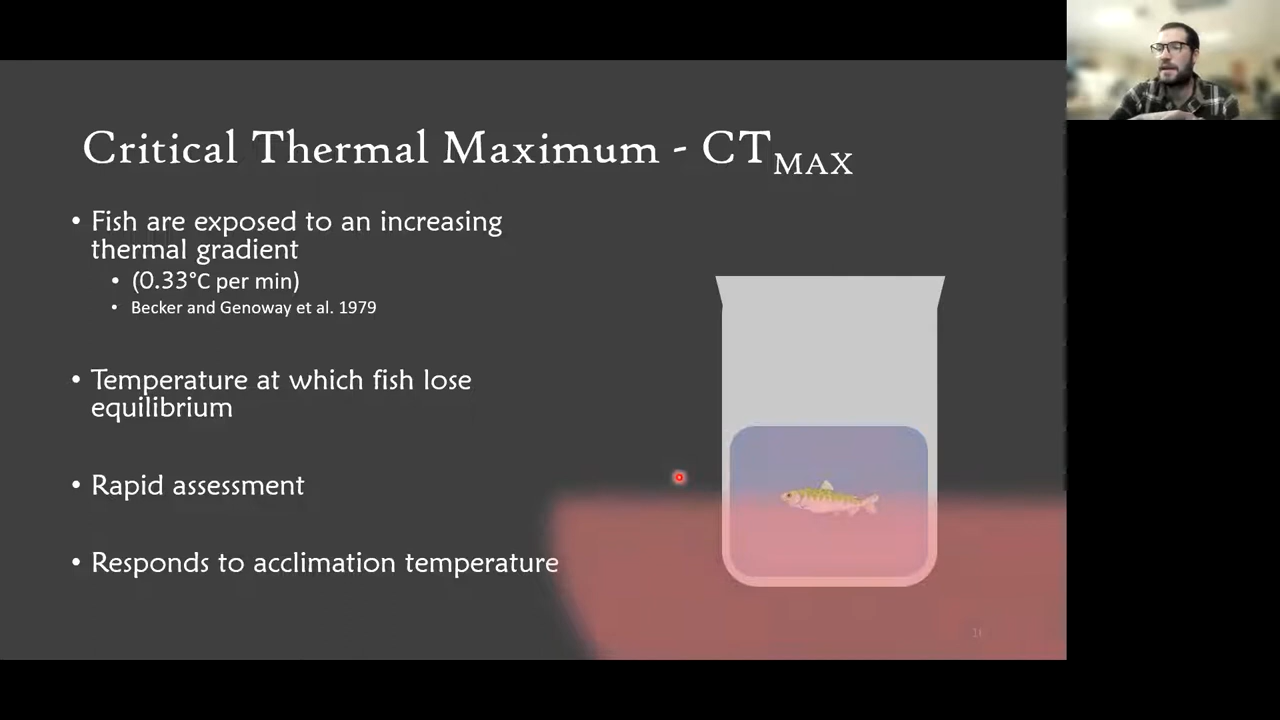 Critical Thermal Maximum - CTMAX
• Fish are exposed to an increasing
thermal gradient
• (0.33°C per min)
• Becker and Genoway et al. 1979
• Temperature at which fish lose
equilibrium
• Rapid assessment
• Responds to acclimation temperature